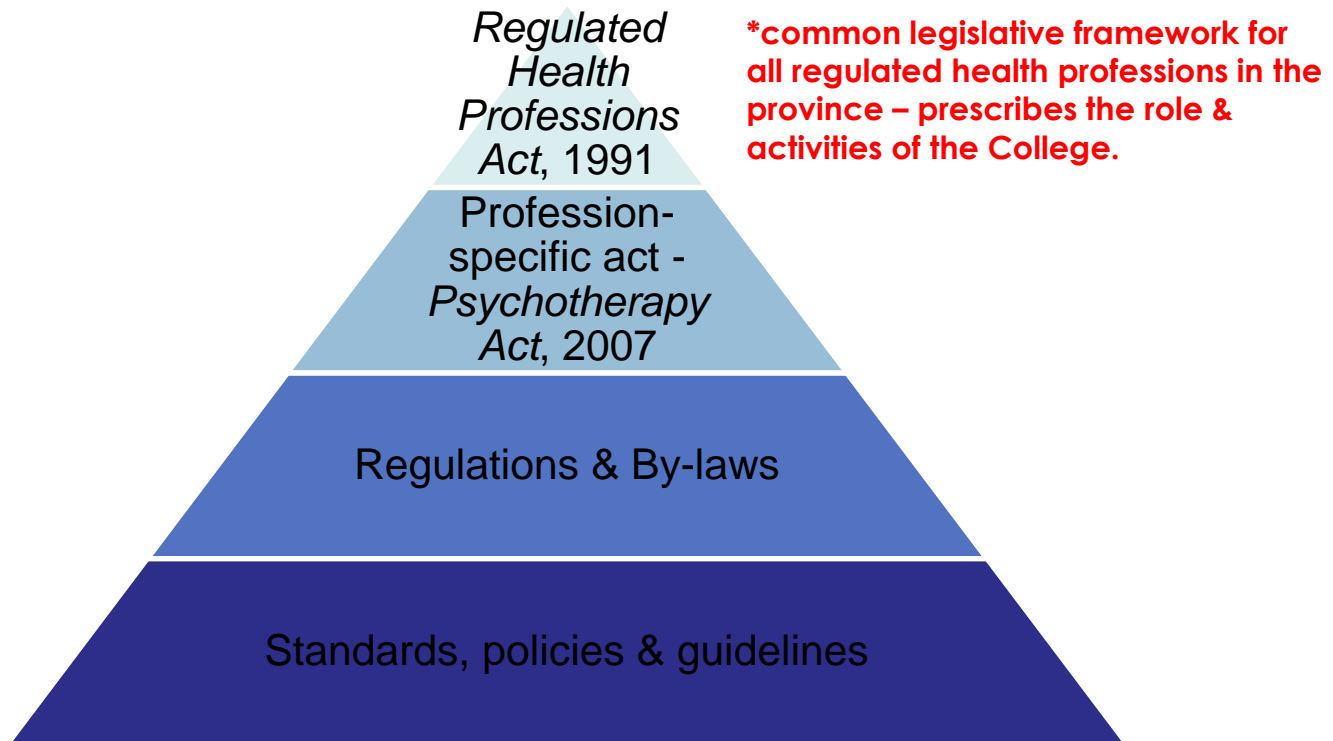 Regulated
Health
Professions
Act, 1991
*common legislative framework for
all regulated health professions in the
province – prescribes the role &
activities of the College.
Profession-
specific act -
Psychotherapy
Act, 2007
Regulations & By-laws
Standards, policies & guidelines